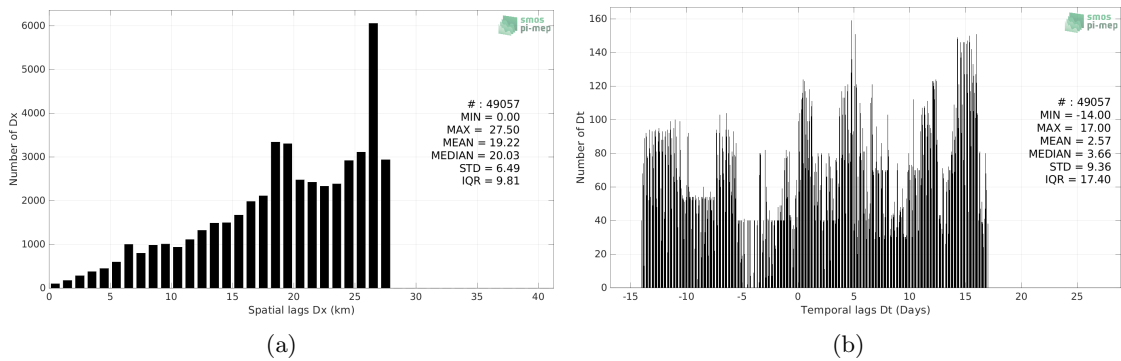 6000
5000
4000
3000
2000
1000
0
Number of Dx
0 5 10 15 20 25 30 35 40
Spatial lags Dx (km)
smos
pi-mep
# : 49057
MIN = 0.00
MAX = 27.50
MEAN = 19.22
MEDIAN = 20.03
STD = 6.49
IQR = 9.81
(a)
160
140
120
100
80
60
40
20
0
Number of Dt
-15 -10 -5 0 5 10 15 20 25
Temporal lags Dt (Days)
smos
pi-mep
# : 49057
MIN = -14.00
MAX = 17.00
MEAN = 2.57
MEDIAN = 3.66
STD = 9.36
IQR = 17.40
(b)